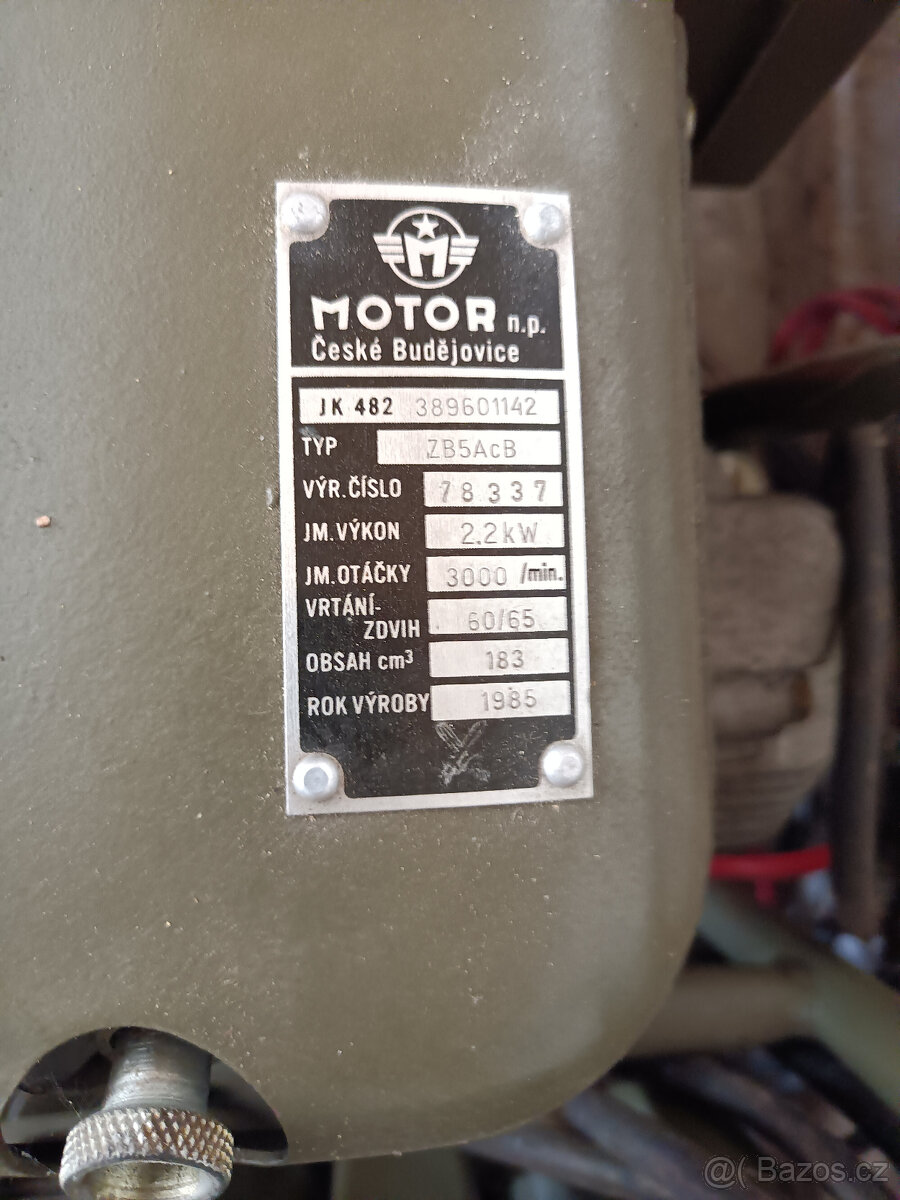 M
MOTOR n.p.
České Budějovice
JK 482 389601142
TYP ZB5AcB
VÝR.ČÍSLO 78337
JM.VÝKON 2.2kW
JM.OTÁČKY 3000 /min.
VRTÁNÍ-
ZDVIH 60/65
OBSAH cm³ 183
ROK VÝROBY 1985
@( Bazos.cz